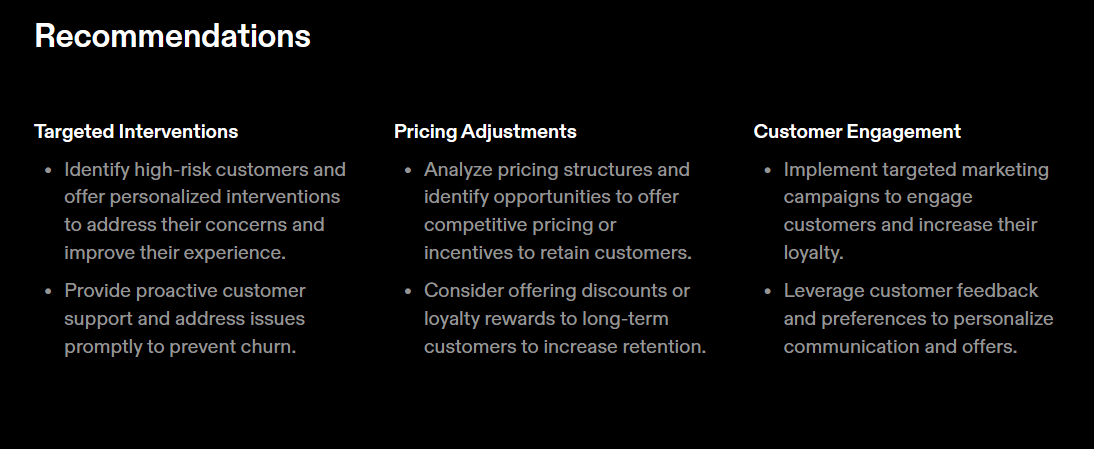 Recommendations
Targeted Interventions
• Identify high-risk customers and
offer personalized interventions
to address their concerns and
improve their experience.
• Provide proactive customer
support and address issues
promptly to prevent churn.
Pricing Adjustments
• Analyze pricing structures and
identify opportunities to offer
competitive pricing or
incentives to retain customers.
• Consider offering discounts or
loyalty rewards to long-term
customers to increase retention.
Customer Engagement
• Implement targeted marketing
campaigns to engage
customers and increase their
loyalty.
• Leverage customer feedback
and preferences to personalize
communication and offers.